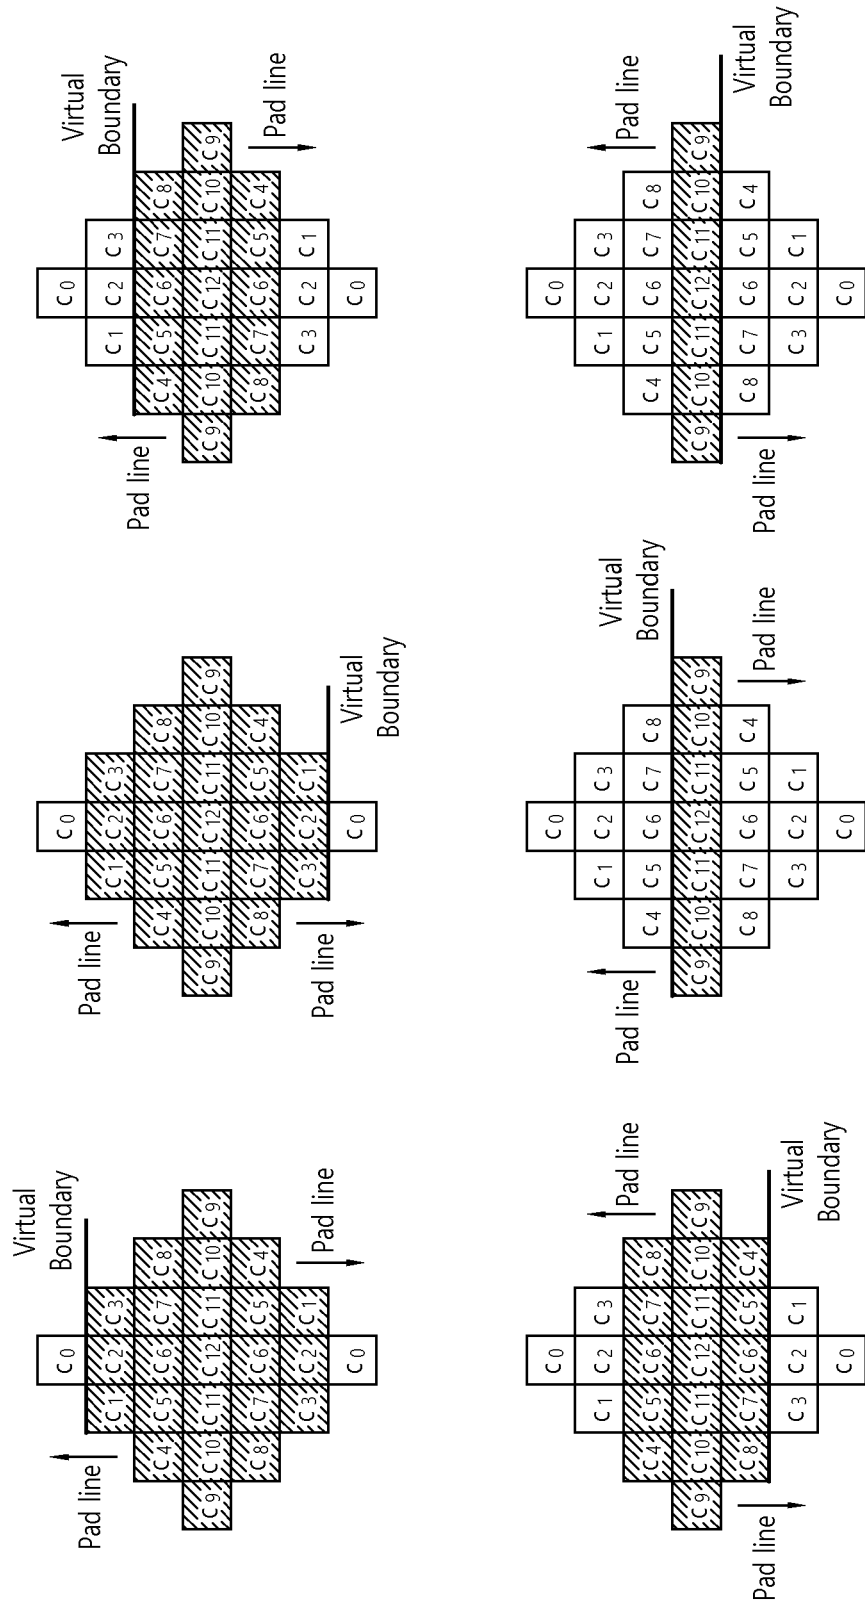 Virtual
Boundary
C0
C1 C2 C3
C4 C5 C6 C7 C8
C9 C10 C11 C12 C11 C10 C9
C8 C7 C6 C5 C4
C3 C2 C1
C0
Pad line
Pad line
C0
C1 C2 C3
C4 C5 C6 C7 C8
C9 C10 C11 C12 C11 C10 C9
C8 C7 C6 C5 C4
C3 C2 C1
C0
Pad line
Pad line
Virtual
Boundary
C0
C1 C2 C3
C4 C5 C6 C7 C8
C9 C10 C11 C12 C11 C10 C9
C8 C7 C6 C5 C4
C3 C2 C1
C0
Pad line
Pad line
Virtual
Boundary
Virtual
Boundary
C0
C1 C2 C3
C4 C5 C6 C7 C8
C9 C10 C11 C12 C11 C10 C9
C8 C7 C6 C5 C4
C3 C2 C1
C0
Pad line
Pad line
Virtual
Boundary
C0
C1 C2 C3
C4 C5 C6 C7 C8
C9 C10 C11 C12 C11 C10 C9
C8 C7 C6 C5 C4
C3 C2 C1
C0
Pad line
Pad line
C0
C1 C2 C3
C4 C5 C6 C7 C8
C9 C10 C11 C12 C11 C10 C9
C8 C7 C6 C5 C4
C3 C2 C1
C0
Pad line
Pad line
Virtual
Boundary